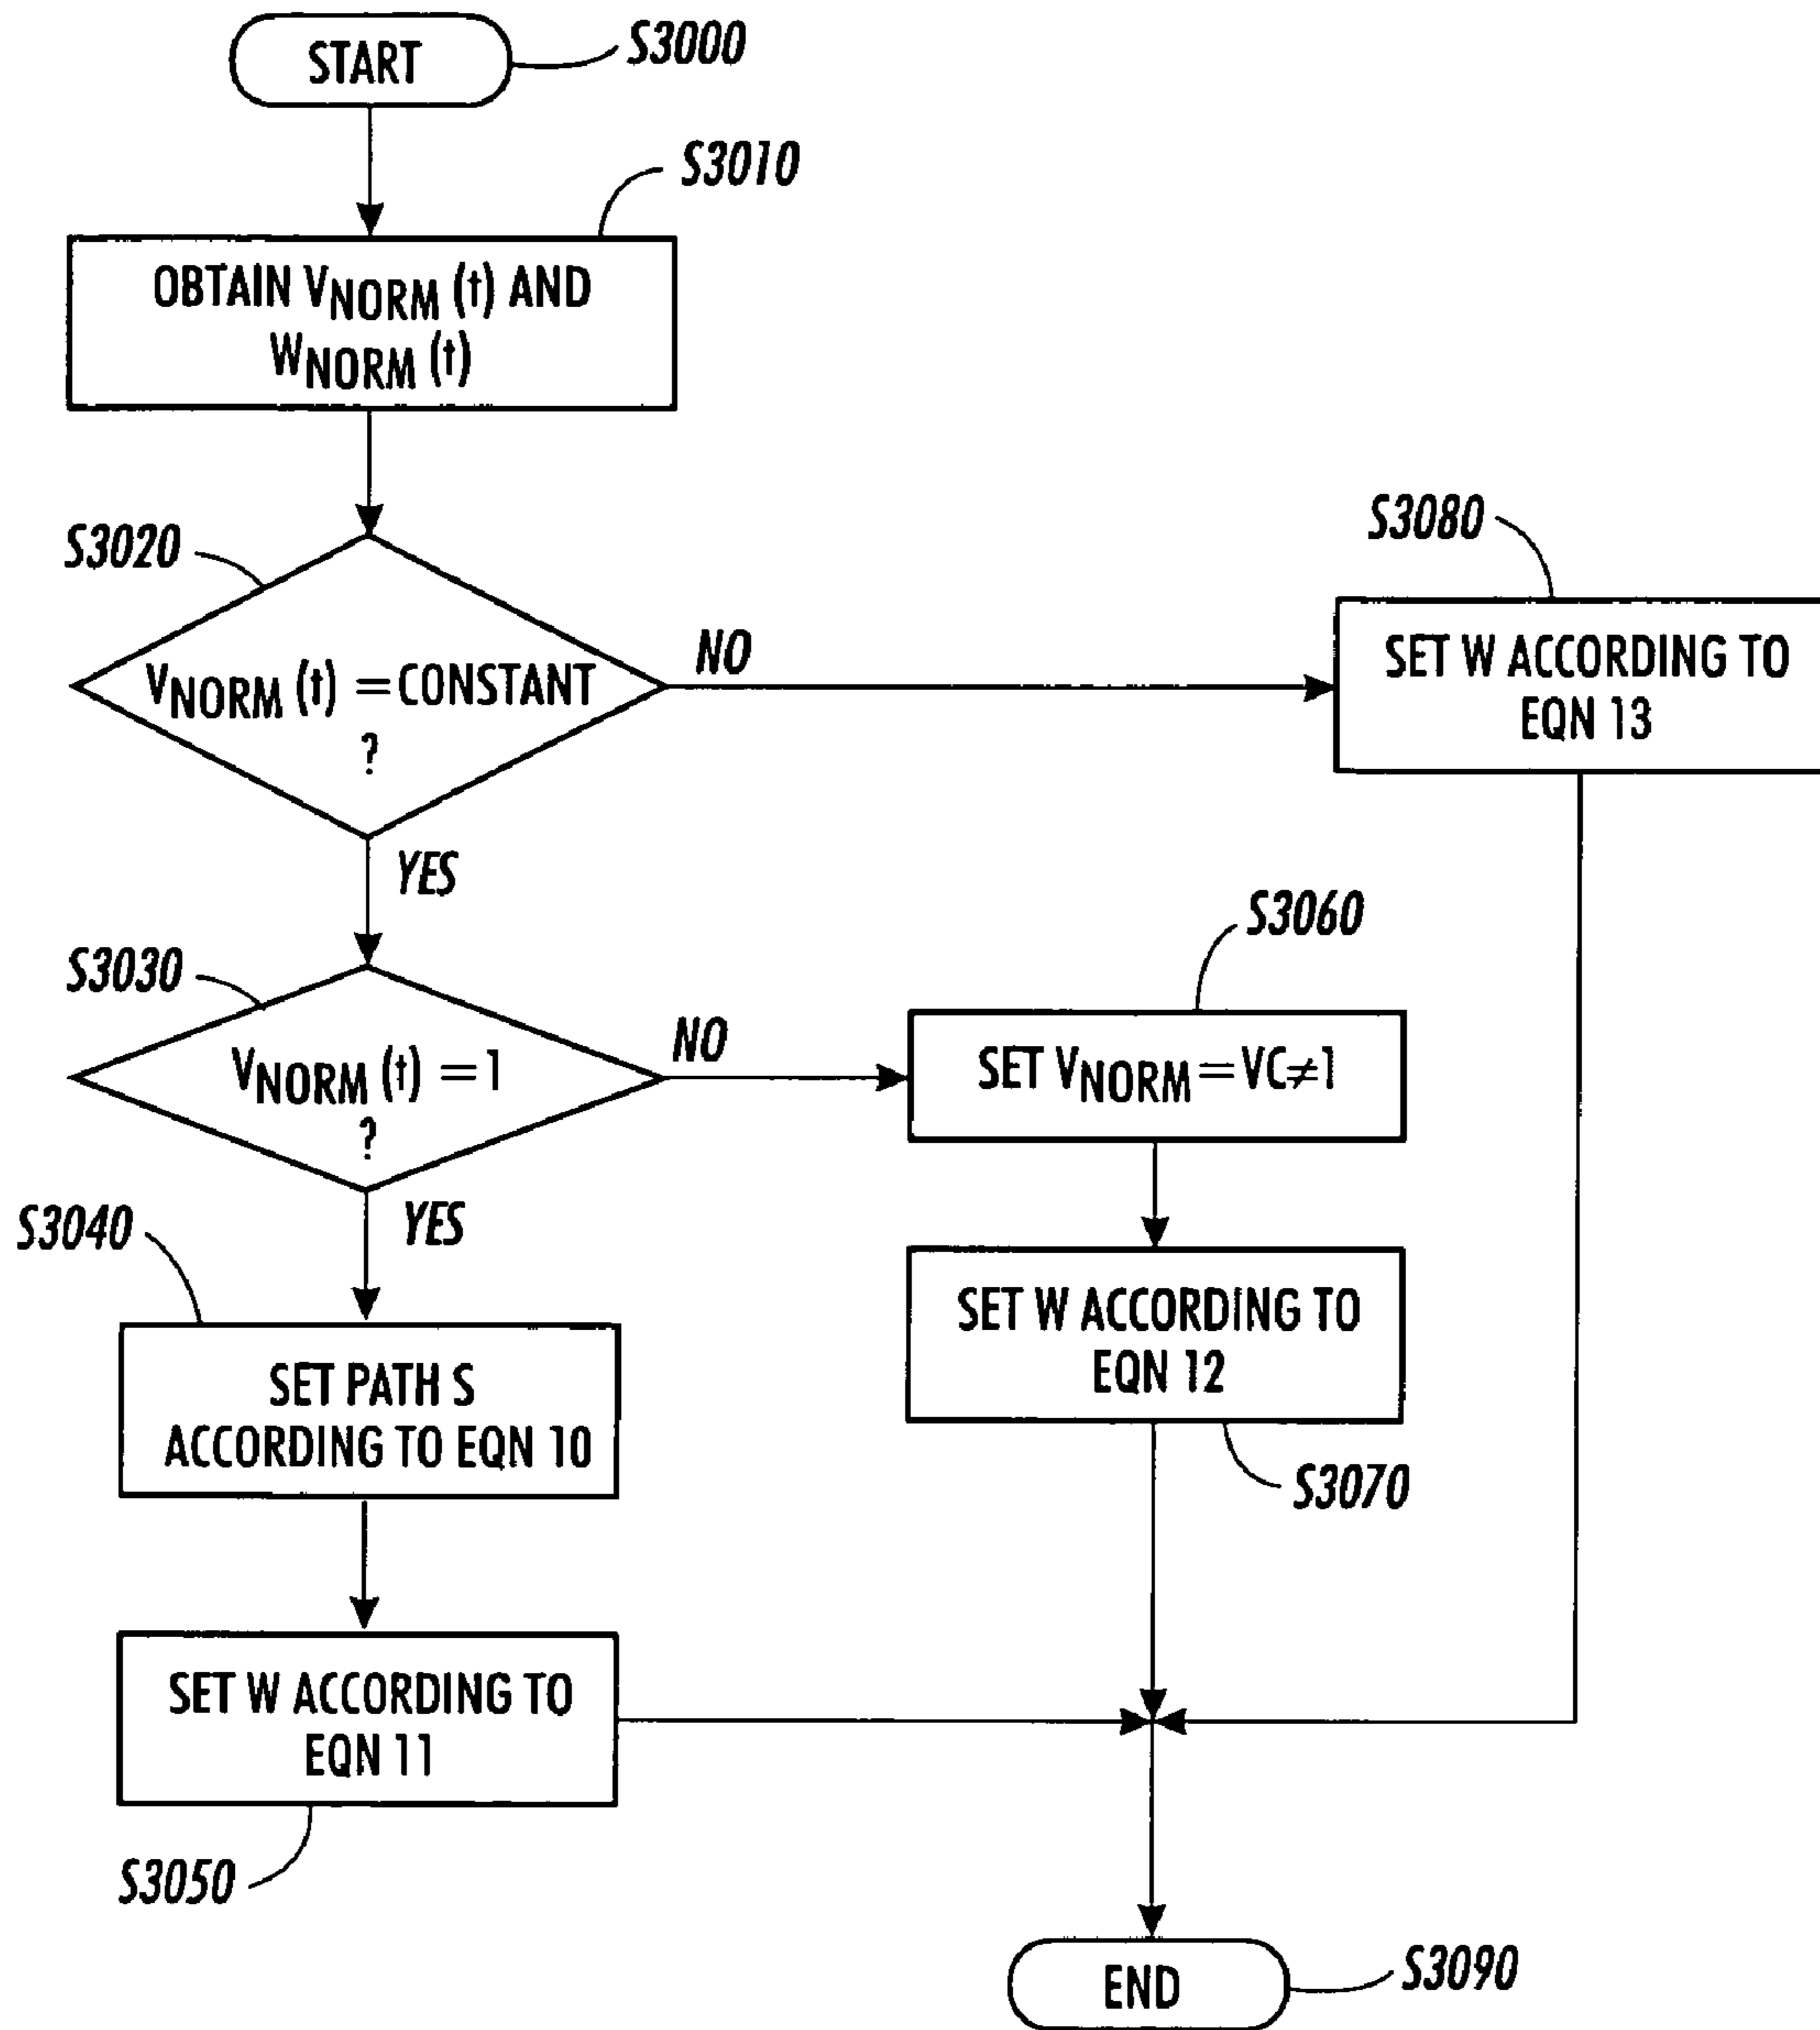 START
S3000
S3010
OBTAIN VNORM (t) AND
WNORM (t)
S3020
VNORM (t) = CONSTANT
?
NO
S3080
SET W ACCORDING TO
EQN 13
YES
S3030
VNORM (t) = 1
?
NO
S3060
SET VNORM = VC≠1
YES
S3040
SET PATH S
ACCORDING TO EQN 10
SET W ACCORDING TO
EQN 12
S3070
SET W ACCORDING TO
EQN 11
S3050
END
S3090